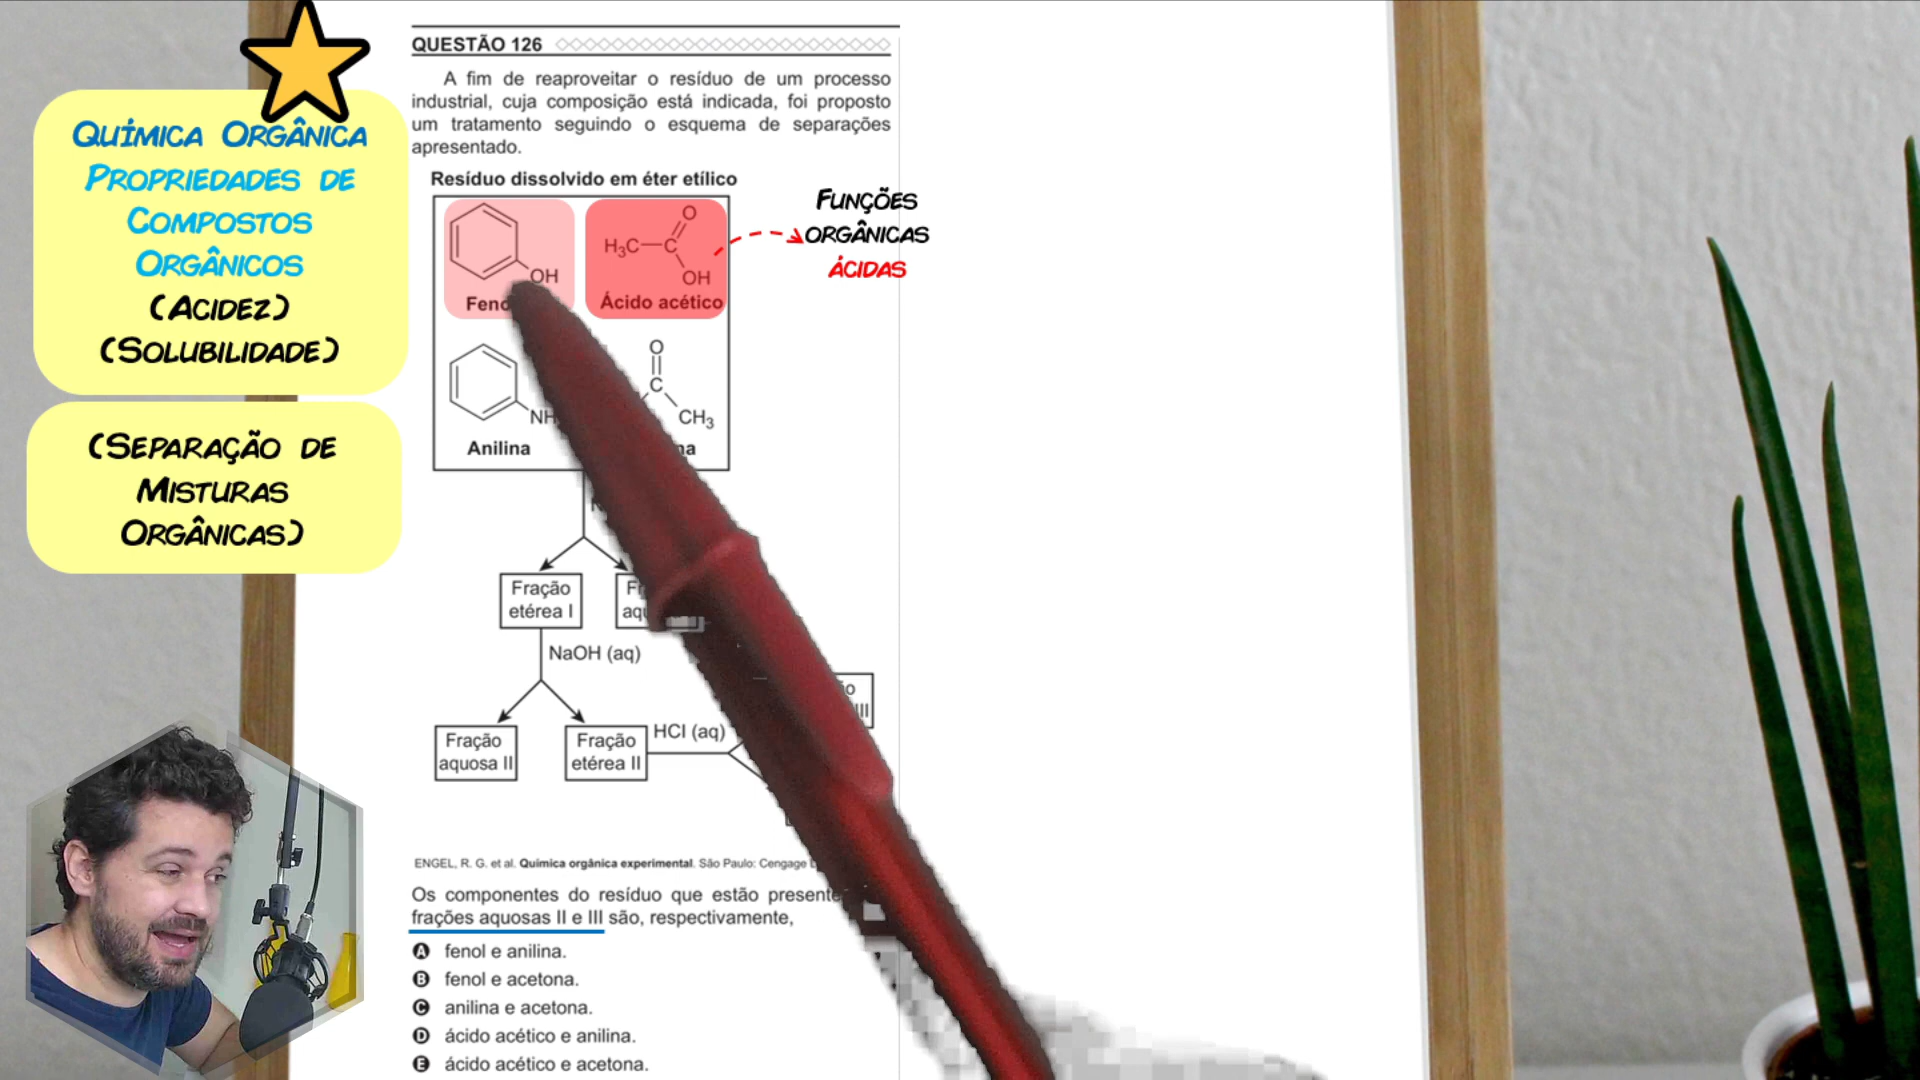 QUÍMICA ORGÂNICA
PROPRIEDADES DE
COMPOSTOS
ORGÂNICOS
(ACIDEZ)
(SOLUBILIDADE)
(SEPARAÇÃO DE
MISTURAS
ORGÂNICAS)
QUESTÃO 126
A fim de reaproveitar o resíduo de um processo
industrial, cuja composição está indicada, foi proposto
um tratamento seguindo o esquema de separações
apresentado.
Resíduo dissolvido em éter etílico
OH
O
H₃C C
OH
Ácido acético
FUNÇÕES
ORGÂNICAS
ÁCIDAS
NH
Anilina
O
C
CH₃
Fração
etérea I
NaOH (aq)
Fração
aquosa II
Fração
etérea II
HCl (aq)
III
ENGEL, R. G. et al. Química orgânica experimental. São Paulo: Cengage
Os componentes do resíduo que estão
frações aquosas II e III são, respectivamente,
A fenol e anilina.
B fenol e acetona.
C anilina e acetona.
D ácido acético e anilina.
E ácido acético e acetona.